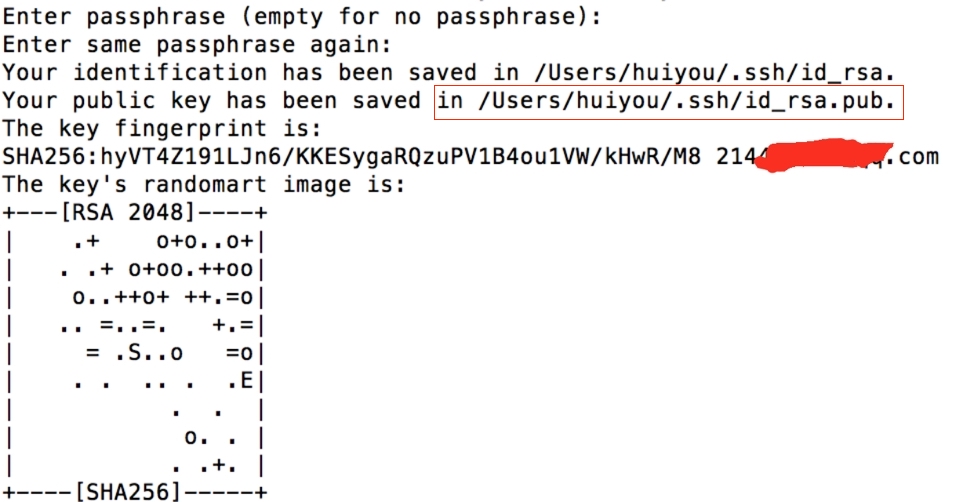 Enter passphrase (empty for no passphrase):
Enter same passphrase again:
Your identification has been saved in /Users/huiyou/.ssh/id_rsa.
Your public key has been saved in /Users/huiyou/.ssh/id_rsa.pub.
The key fingerprint is:
SHA256:hyVT4Z191LJn6/KKESygaRQzuPV1B4ou1VW/kHwR/M8 214 .com
The key's randomart image is:
+---[RSA 2048]----+
|     .+    o+o..o+|
|    . .+ o+oo.++oo|
|     o..++o+ ++.=o|
|    .. =..=.   +.=|
|      = .S..o   =o|
|     . .  .. .  .E|
|             .  . |
|              o. . |
|             . .+. |
+----[SHA256]-----+